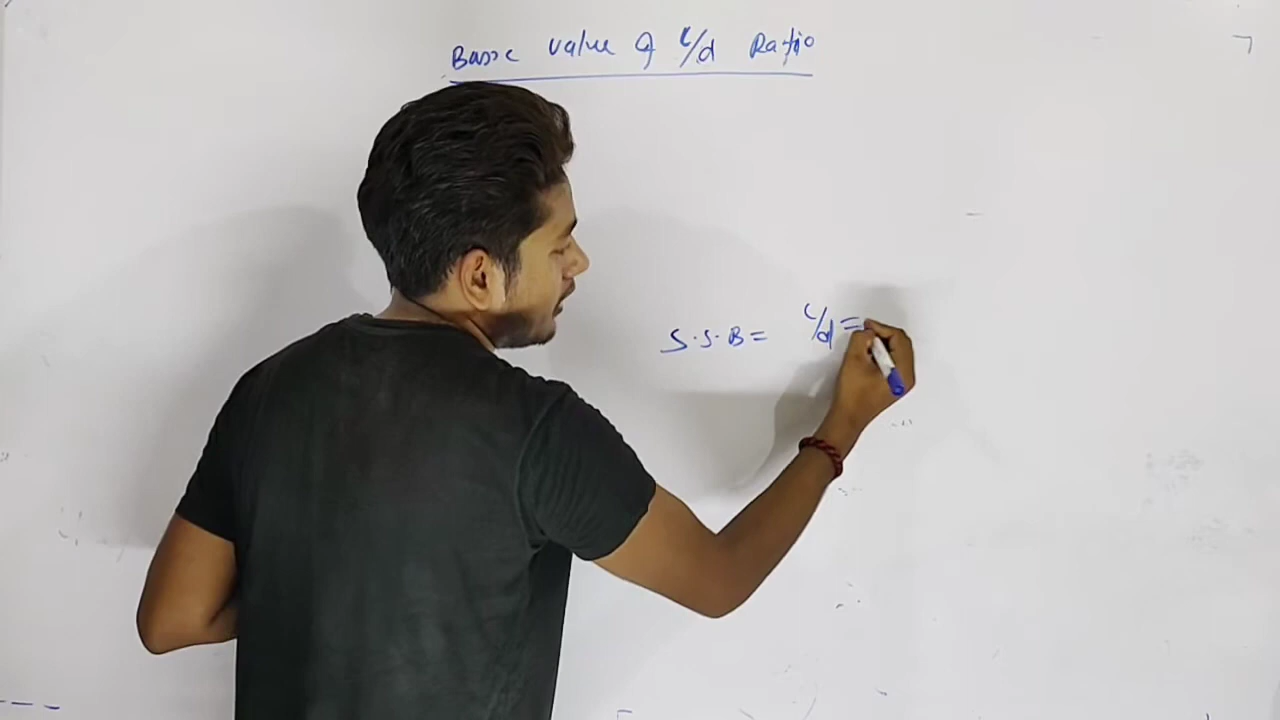 Basic value of l/d Ratio
S.S.B = l/d =